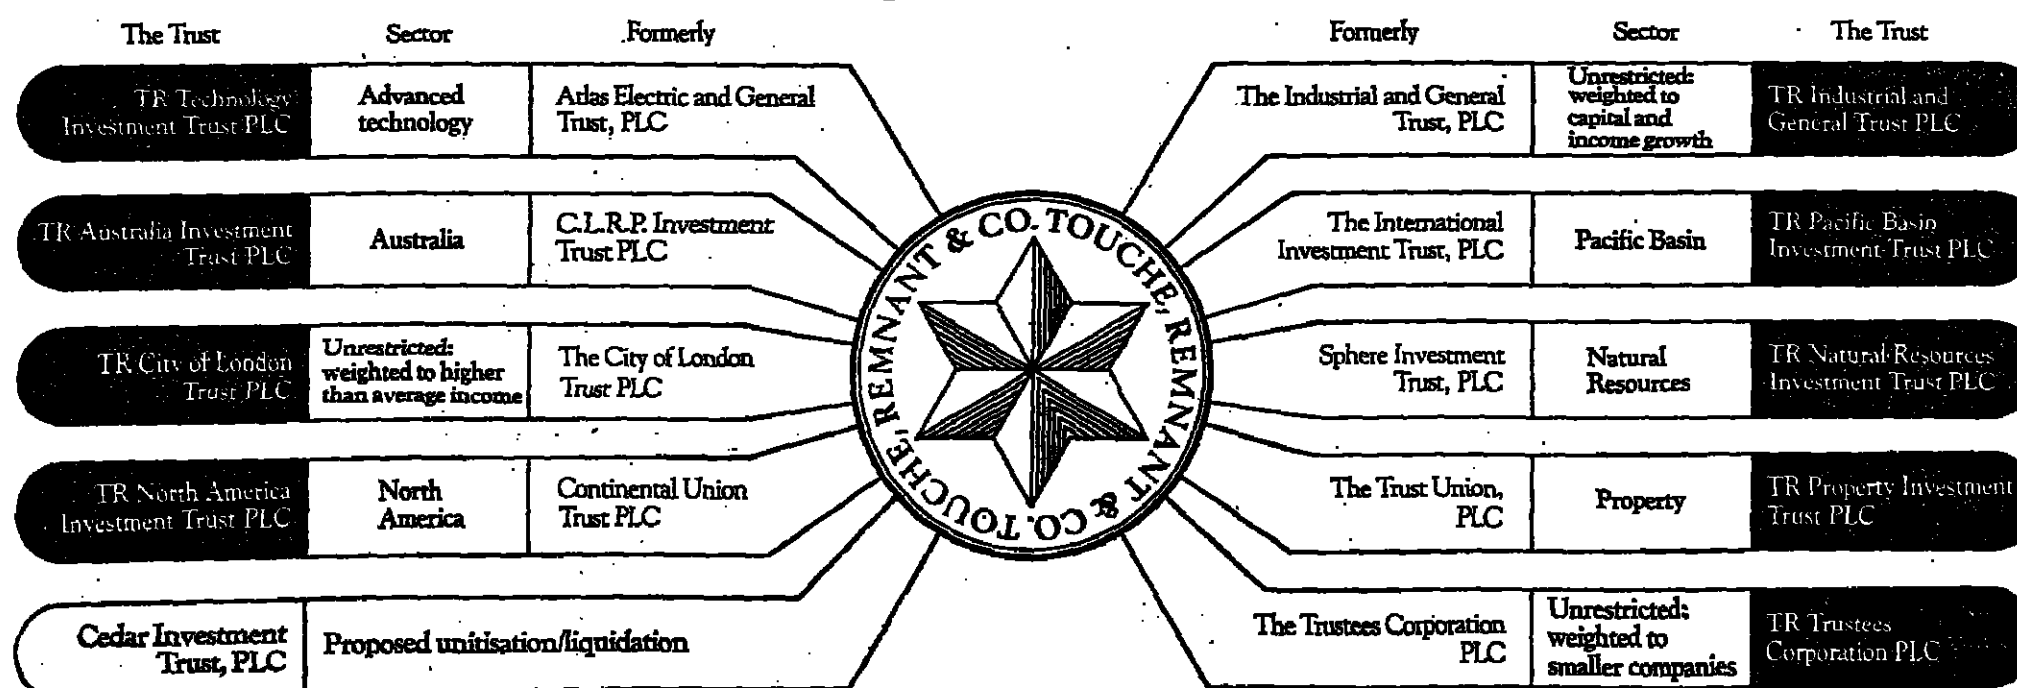 The Trust Sector Formerly
TR Technology
Investment Trust PLC
Advanced
technology
Atlas Electric and General
Trust, PLC
TR Australia Investment
Trust PLC
Australia
C.L.R.P. Investment
Trust PLC
TR City of London
Trust PLC
Unrestricted:
weighted to higher
than average income
The City of London
Trust PLC
TR North America
Investment Trust PLC
North
America
Continental Union
Trust PLC
Cedar Investment
Trust, PLC
Proposed unitisation/liquidation
TOUCHE, REMNANT & CO. TOUCHE, REMNANT & CO.
Formerly Sector The Trust
The Industrial and General
Trust, PLC
Unrestricted:
weighted to
capital and
income growth
TR Industrial and
General Trust PLC
The International
Investment Trust, PLC
Pacific Basin
TR Pacific Basin
Investment Trust PLC
Sphere Investment
Trust, PLC
Natural
Resources
TR Natural Resources
Investment Trust PLC
The Trust Union,
PLC
Property
TR Property Investment
Trust PLC
The Trustees Corporation
PLC
Unrestricted:
weighted to
smaller companies
TR Trustees
Corporation PLC